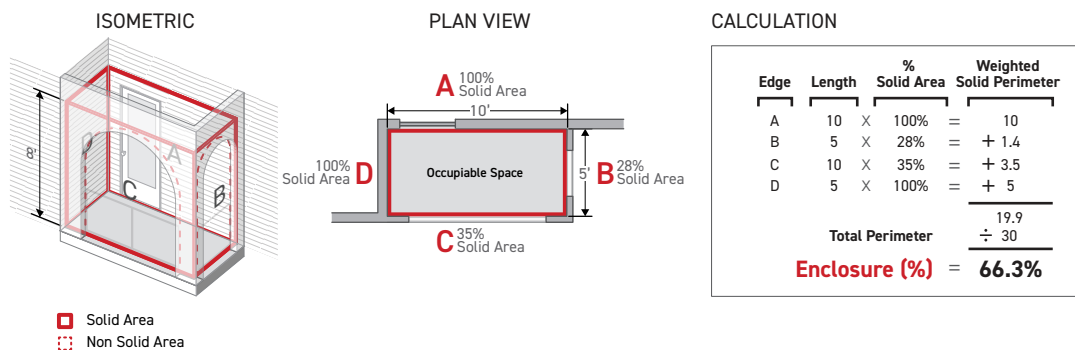 ISOMETRIC
8'
D
A
C
B
Solid Area
Non Solid Area
PLAN VIEW
A 100%
Solid Area
10'
100%
Solid Area D
Occupiable Space
5'
B 28%
Solid Area
C 35%
Solid Area
CALCULATION
Edge Length % Solid Area Weighted Solid Perimeter
A 10 X 100% = 10
B 5 X 28% = + 1.4
C 10 X 35% = + 3.5
D 5 X 100% = + 5
19.9
Total Perimeter ÷ 30
Enclosure (%) = 66.3%